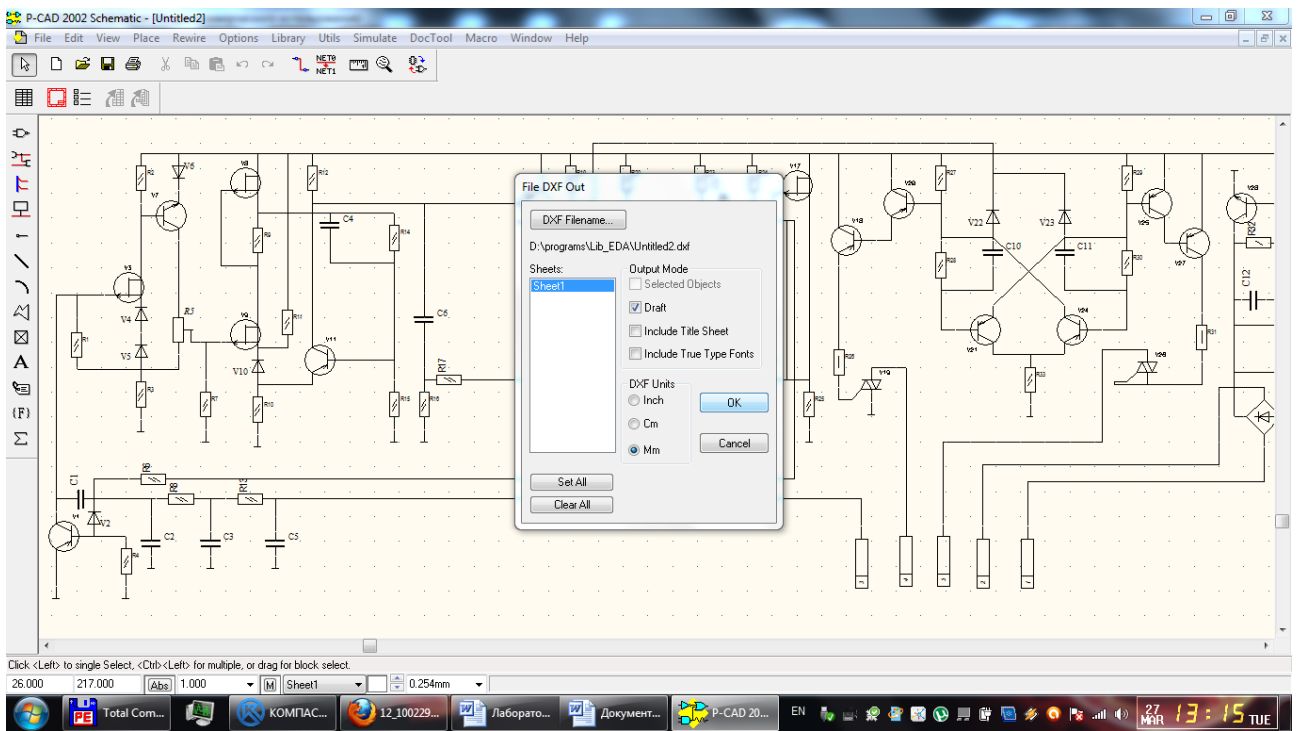 P-CAD 2002 Schematic - [Untitled2]
File Edit View Place Rewire Options Library Utils Simulate DocTool Macro Window Help
NET0
NET1
A
{F}
Σ
R2
V6
V8
R12
V7
C4
R14
R9
V3
V4
R5
V9
R11
C6
R1
V5
V10
V11
R17
R3
R7
R10
R15
R16
V17
V18
V20
R27
R29
V28
V22
V23
V25
R32
C10
C11
R28
R30
V27
C12
V21
V24
R31
R26
V19
R33
V26
R25
R6
C1
R8
R13
V1
V2
C2
C3
C5
R4
File DXF Out
DXF Filename...
D:\programs\Lib_EDA\Untitled2.dxf
Sheets:
Sheet1
Output Mode
Selected Objects
Draft
Include Title Sheet
Include True Type Fonts
DXF Units
Inch
Cm
Mm
OK
Cancel
Set All
Clear All
Click <Left> to single Select, <Ctrl><Left> for multiple, or drag for block select.
26.000 217.000 Abs 1.000 M Sheet1 0.254mm
PE Total Com... КОМПАС... 12_100229... Лаборато... Документ... P-CAD 20... EN 27 MAR 13:15 TUE